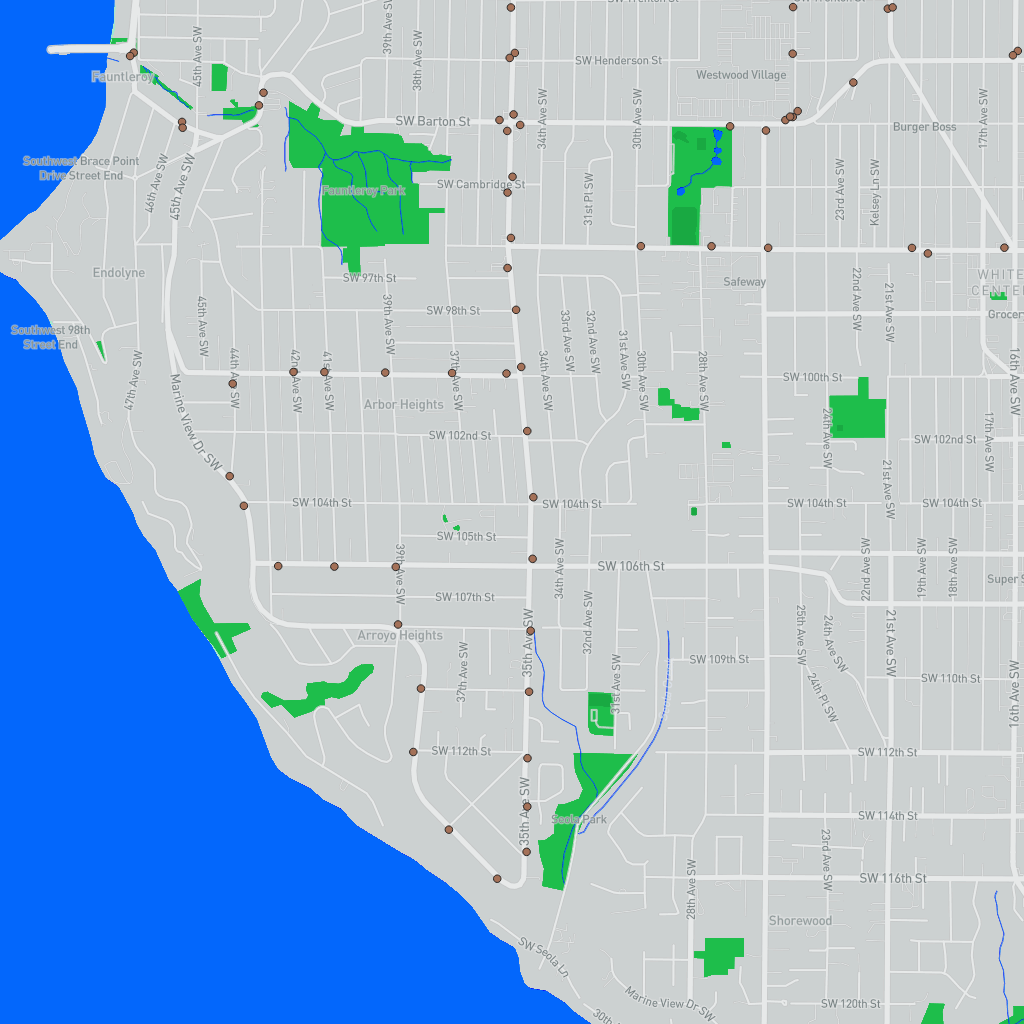 SW Trenton St
SW Trenton St
45th Ave SW
39th Ave SW
38th Ave SW
SW Henderson St
Westwood Village
Fauntleroy
34th Ave SW
30th Ave SW
17th Ave SW
SW Barton St
Burger Boss
Southwest Brace Point
Drive Street End
46th Ave SW
45th Ave SW
Fauntleroy Park
SW Cambridge St
31st Pl SW
23rd Ave SW
Kelsey Ln SW
Endolyne
SW 97th St
Safeway
WHITE
CENTER
22nd Ave SW
21st Ave SW
45th Ave SW
39th Ave SW
SW 98th St
33rd Ave SW
32nd Ave SW
Grocery
Southwest 98th
Street End
31st Ave SW
47th Ave SW
44th Ave SW
42nd Ave SW
41st Ave SW
37th Ave SW
34th Ave SW
30th Ave SW
28th Ave SW
SW 100th St
16th Ave SW
Marine View Dr SW
Arbor Heights
24th Ave SW
17th Ave SW
SW 102nd St
SW 102nd St
21st Ave SW
SW 104th St
SW 104th St
SW 104th St
SW 104th St
SW 105th St
39th Ave SW
34th Ave SW
SW 106th St
22nd Ave SW
19th Ave SW
18th Ave SW
Super S
SW 107th St
32nd Ave SW
Arroyo Heights
35th Ave SW
25th Ave SW
24th Ave SW
21st Ave SW
37th Ave SW
31st Ave SW
SW 109th St
SW 110th St
24th Pl SW
16th Ave SW
SW 112th St
SW 112th St
35th Ave SW
Seola Park
SW 114th St
23rd Ave SW
28th Ave SW
SW 116th St
Shorewood
SW Seola Ln
Marine View Dr SW
SW 120th St
30th